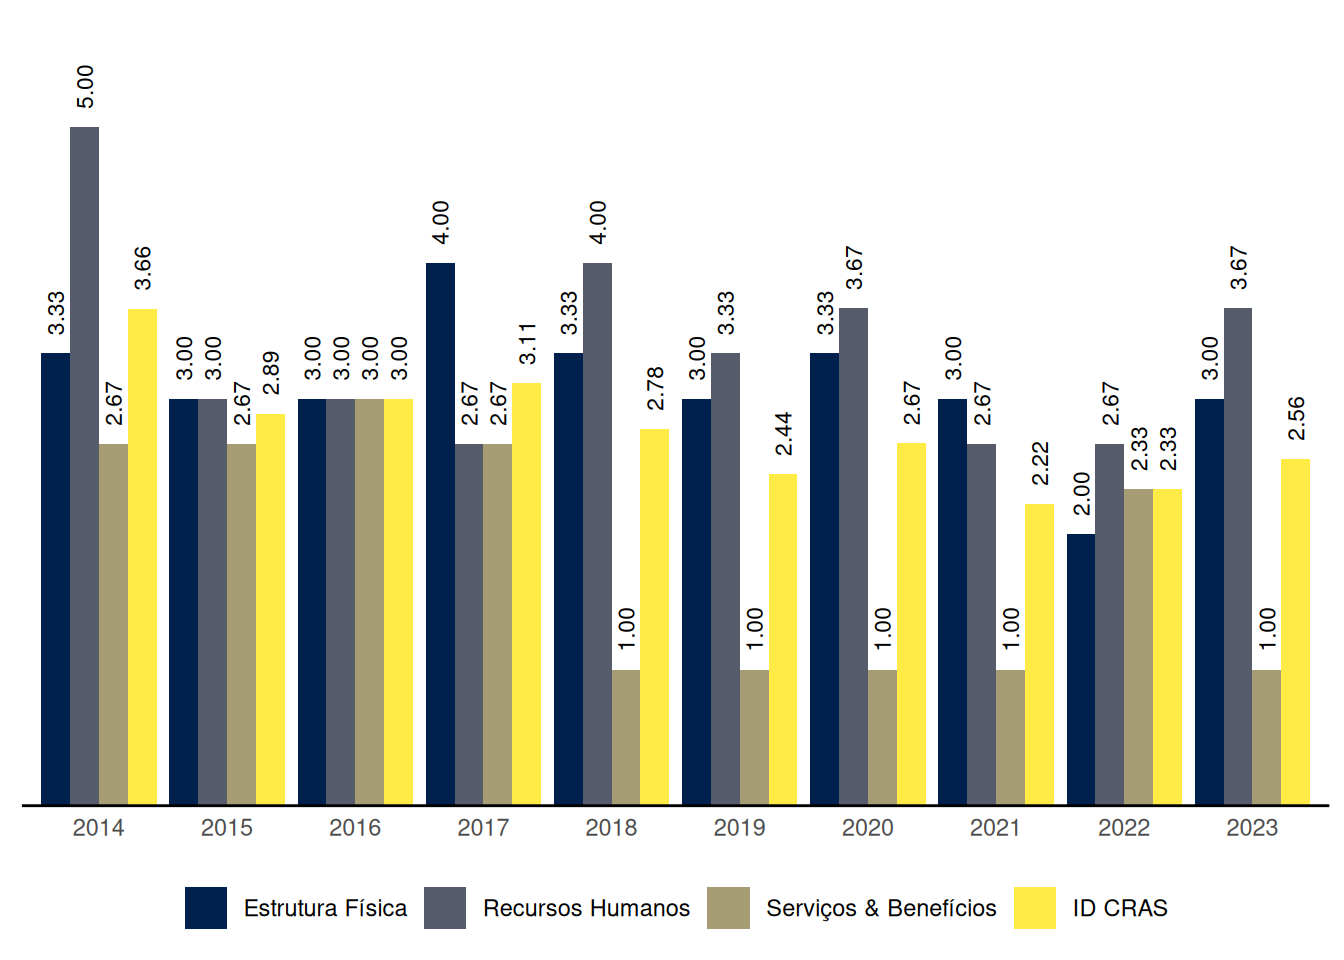 3.33 5.00 2.67 3.66
3.00 3.00 2.67 2.89
3.00 3.00 3.00 3.00
4.00 2.67 2.67 3.11
3.33 4.00 1.00 2.78
3.00 3.33 1.00 2.44
3.33 3.67 1.00 2.67
3.00 2.67 1.00 2.22
2.00 2.67 2.33 2.33
3.00 3.67 1.00 2.56
2014 2015 2016 2017 2018 2019 2020 2021 2022 2023
Estrutura Física Recursos Humanos Serviços & Benefícios ID CRAS